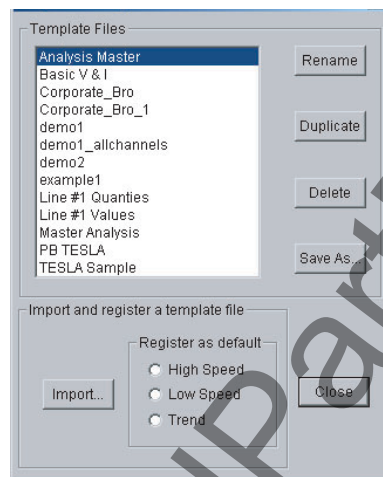 Template Files
Analysis Master
Basic V & I
Corporate_Bro
Corporate_Bro_1
demo1
demo1_allchannels
demo2
example1
Line #1 Quanties
Line #1 Values
Master Analysis
PB TESLA
TESLA Sample
Rename
Duplicate
Delete
Save As...
Import and register a template file
Import...
Register as default
High Speed
Low Speed
Trend
Close